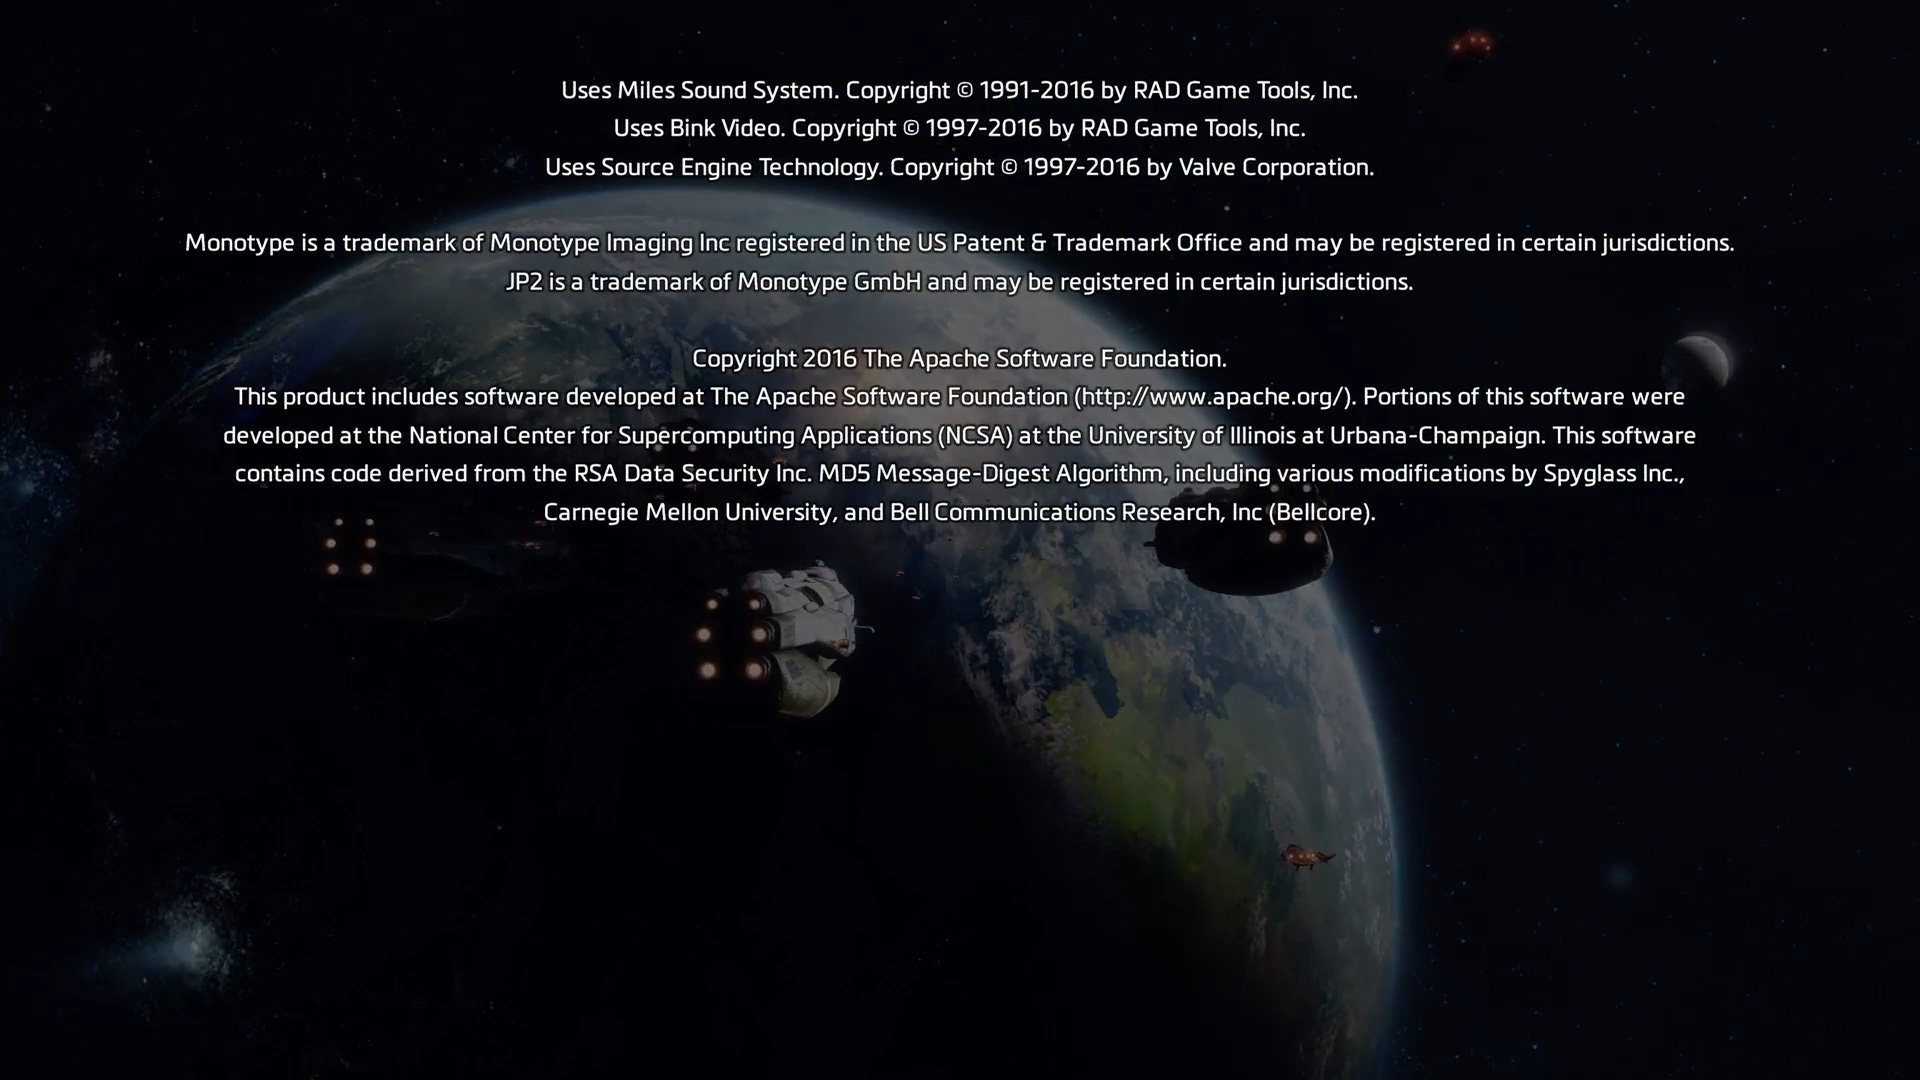 Uses Miles Sound System. Copyright © 1991-2016 by RAD Game Tools, Inc.
Uses Bink Video. Copyright © 1997-2016 by RAD Game Tools, Inc.
Uses Source Engine Technology. Copyright © 1997-2016 by Valve Corporation.
Monotype is a trademark of Monotype Imaging Inc registered in the US Patent & Trademark Office and may be registered in certain jurisdictions.
JP2 is a trademark of Monotype GmbH and may be registered in certain jurisdictions.
Copyright 2016 The Apache Software Foundation.
This product includes software developed at The Apache Software Foundation (http://www.apache.org/). Portions of this software were
developed at the National Center for Supercomputing Applications (NCSA) at the University of Illinois at Urbana-Champaign. This software
contains code derived from the RSA Data Security Inc. MD5 Message-Digest Algorithm, including various modifications by Spyglass Inc.,
Carnegie Mellon University, and Bell Communications Research, Inc (Bellcore).